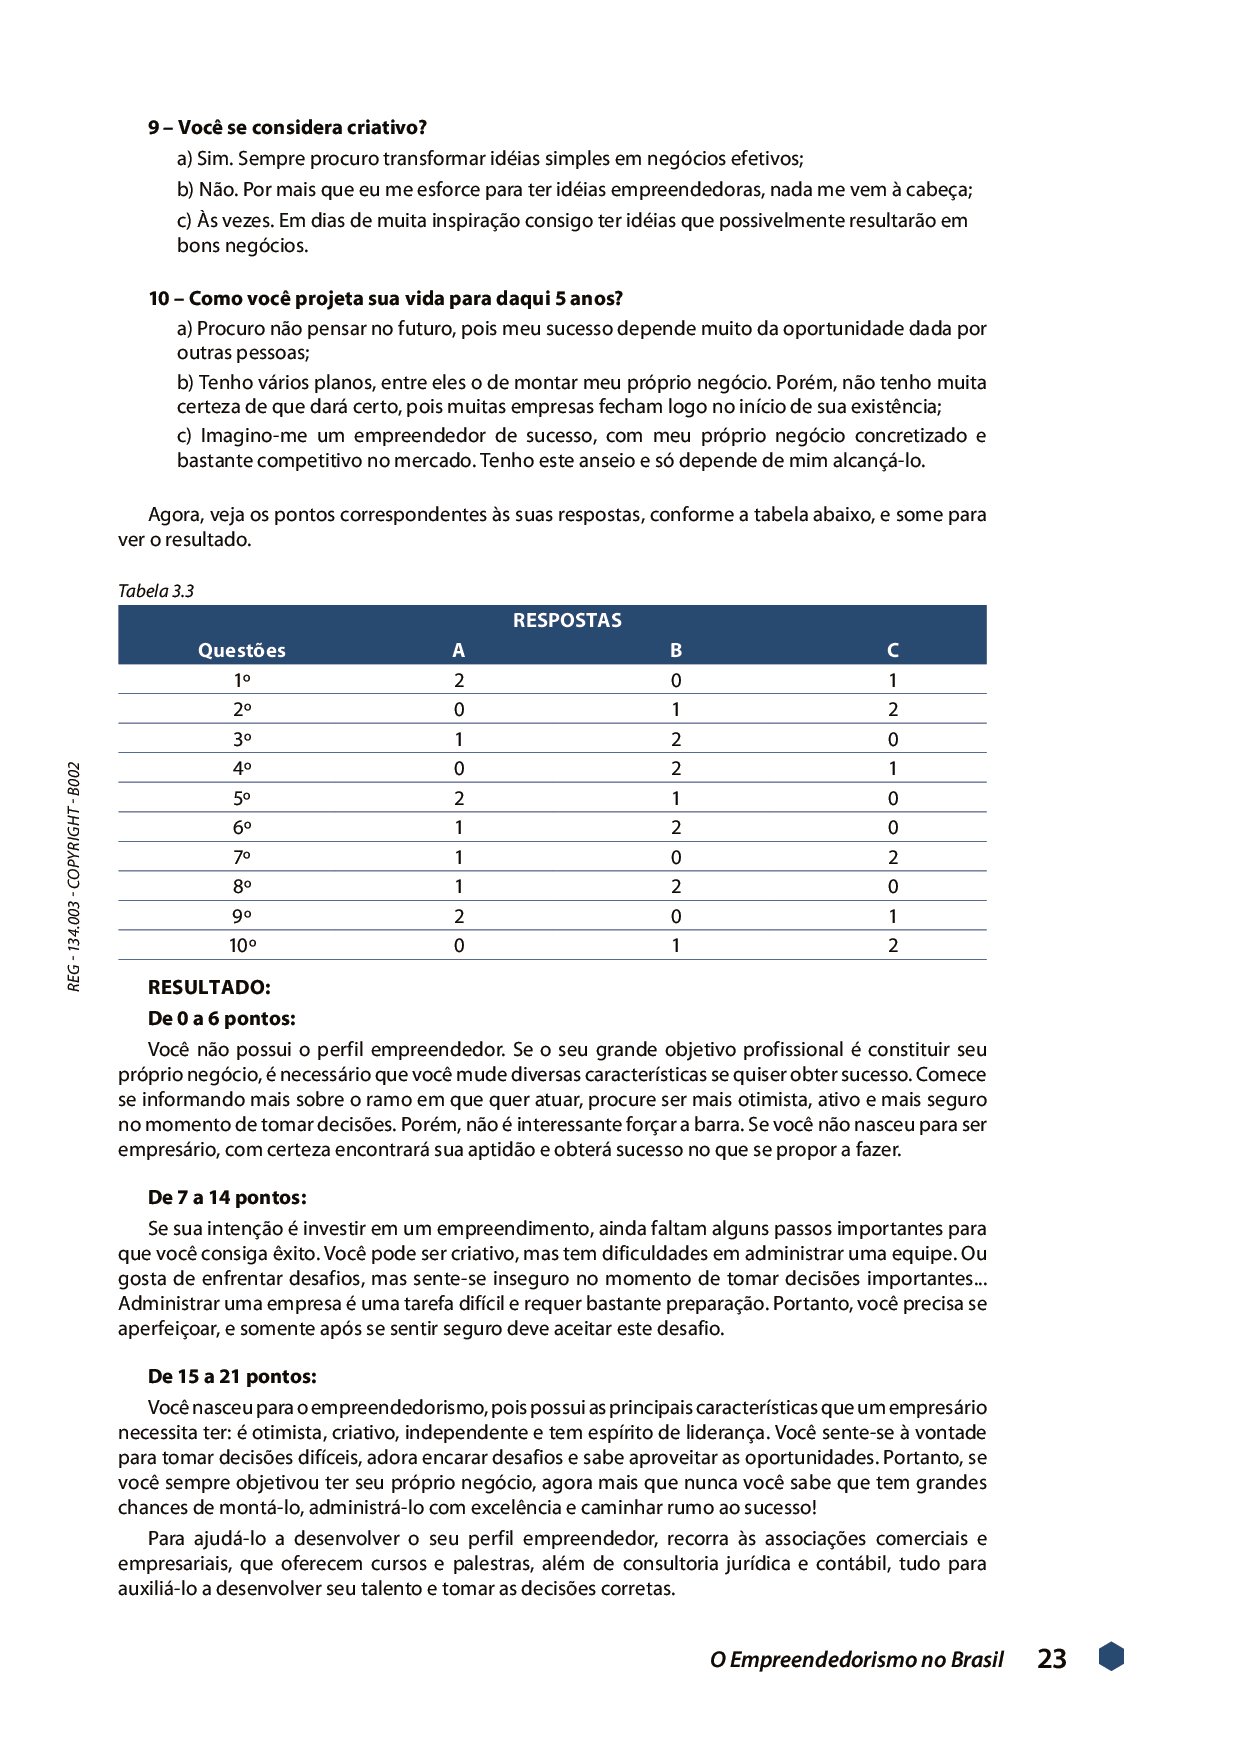 9 – Você se considera criativo?
a) Sim. Sempre procuro transformar idéias simples em negócios efetivos;
b) Não. Por mais que eu me esforce para ter idéias empreendedoras, nada me vem à cabeça;
c) Às vezes. Em dias de muita inspiração consigo ter idéias que possivelmente resultarão em
bons negócios.
10 – Como você projeta sua vida para daqui 5 anos?
a) Procuro não pensar no futuro, pois meu sucesso depende muito da oportunidade dada por
outras pessoas;
b) Tenho vários planos, entre eles o de montar meu próprio negócio. Porém, não tenho muita
certeza de que dará certo, pois muitas empresas fecham logo no início de sua existência;
c) Imagino-me um empreendedor de sucesso, com meu próprio negócio concretizado e
bastante competitivo no mercado. Tenho este anseio e só depende de mim alcançá-lo.
Agora, veja os pontos correspondentes às suas respostas, conforme a tabela abaixo, e some para
ver o resultado.
Tabela 3.3
RESPOSTAS
Questões A B C
1º 2 0 1
2º 0 1 2
3º 1 2 0
4º 0 2 1
5º 2 1 0
6º 1 2 0
7º 1 0 2
8º 1 2 0
9º 2 0 1
10º 0 1 2
RESULTADO:
De 0 a 6 pontos:
Você não possui o perfil empreendedor. Se o seu grande objetivo profissional é constituir seu
próprio negócio, é necessário que você mude diversas características se quiser obter sucesso. Comece
se informando mais sobre o ramo em que quer atuar, procure ser mais otimista, ativo e mais seguro
no momento de tomar decisões. Porém, não é interessante forçar a barra. Se você não nasceu para ser
empresário, com certeza encontrará sua aptidão e obterá sucesso no que se propor a fazer.
De 7 a 14 pontos:
Se sua intenção é investir em um empreendimento, ainda faltam alguns passos importantes para
que você consiga êxito. Você pode ser criativo, mas tem dificuldades em administrar uma equipe. Ou
gosta de enfrentar desafios, mas sente-se inseguro no momento de tomar decisões importantes...
Administrar uma empresa é uma tarefa difícil e requer bastante preparação. Portanto, você precisa se
aperfeiçoar, e somente após se sentir seguro deve aceitar este desafio.
De 15 a 21 pontos:
Você nasceu para o empreendedorismo, pois possui as principais características que um empresário
necessita ter: é otimista, criativo, independente e tem espírito de liderança. Você sente-se à vontade
para tomar decisões difíceis, adora encarar desafios e sabe aproveitar as oportunidades. Portanto, se
você sempre objetivou ter seu próprio negócio, agora mais que nunca você sabe que tem grandes
chances de montá-lo, administrá-lo com excelência e caminhar rumo ao sucesso!
Para ajudá-lo a desenvolver o seu perfil empreendedor, recorra às associações comerciais e
empresariais, que oferecem cursos e palestras, além de consultoria jurídica e contábil, tudo para
auxiliá-lo a desenvolver seu talento e tomar as decisões corretas.
REG - 134.003 - COPYRIGHT - B002
O Empreendedorismo no Brasil 23